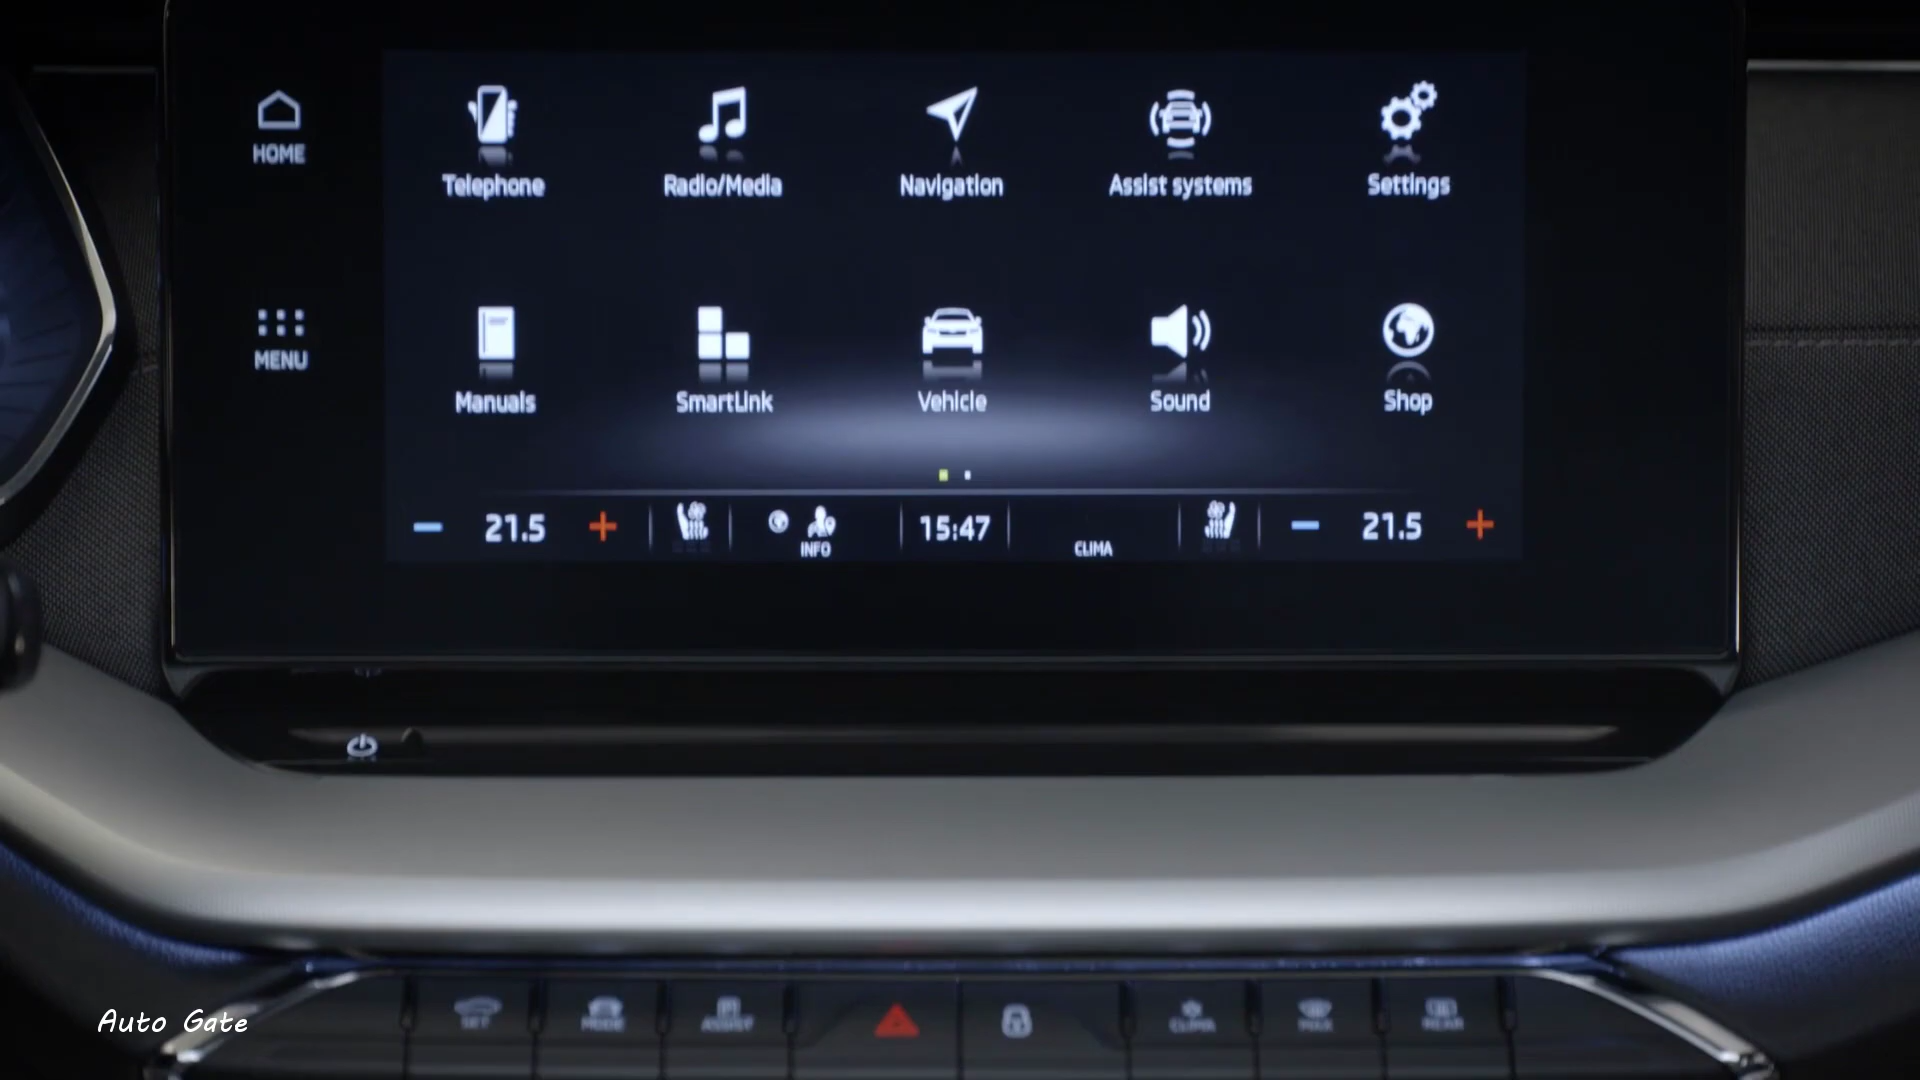 HOME
Telephone
Radio/Media
Navigation
Assist systems
Settings
MENU
Manuals
SmartLink
Vehicle
Sound
Shop
21.5
INFO
15:47
CLIMA
21.5
SET
MODE
ASSIST
CLIMA
MAX
REAR
Auto Gate